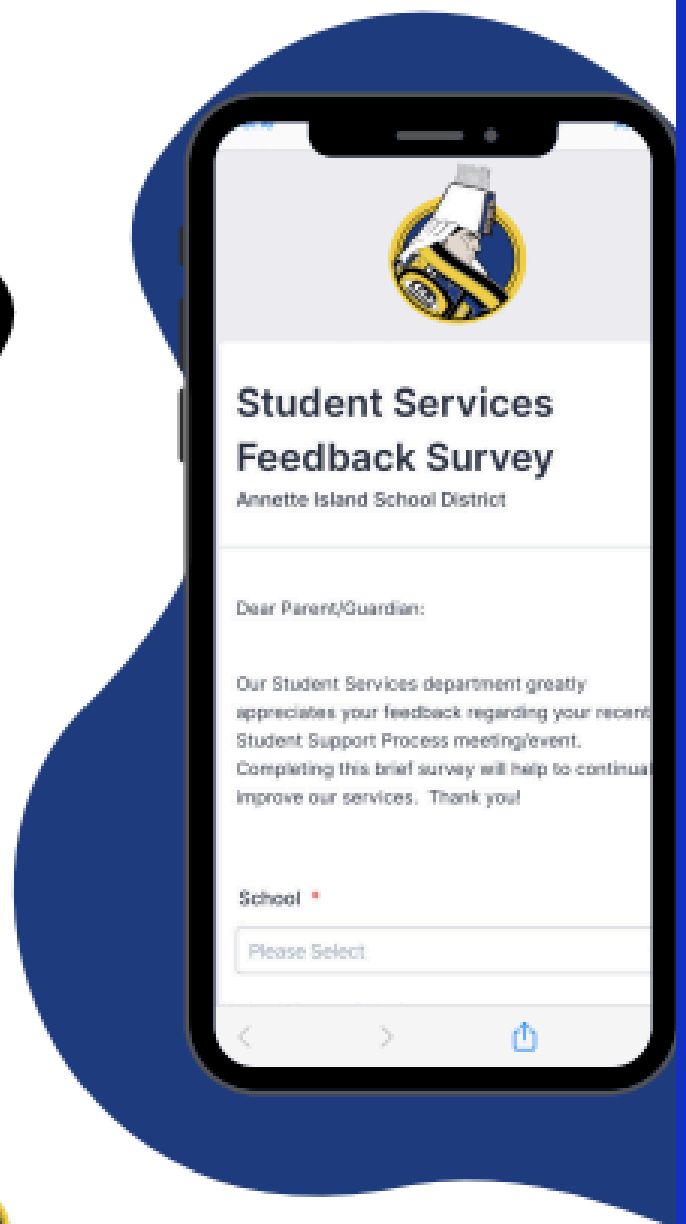 Student Services
Feedback Survey
Annette Island School District
Dear Parent/Guardian:
Our Student Services department greatly
appreciates your feedback regarding your recent
Student Support Process meeting/event.
Completing this brief survey will help to continual
improve our services. Thank you!
School *
Please Select